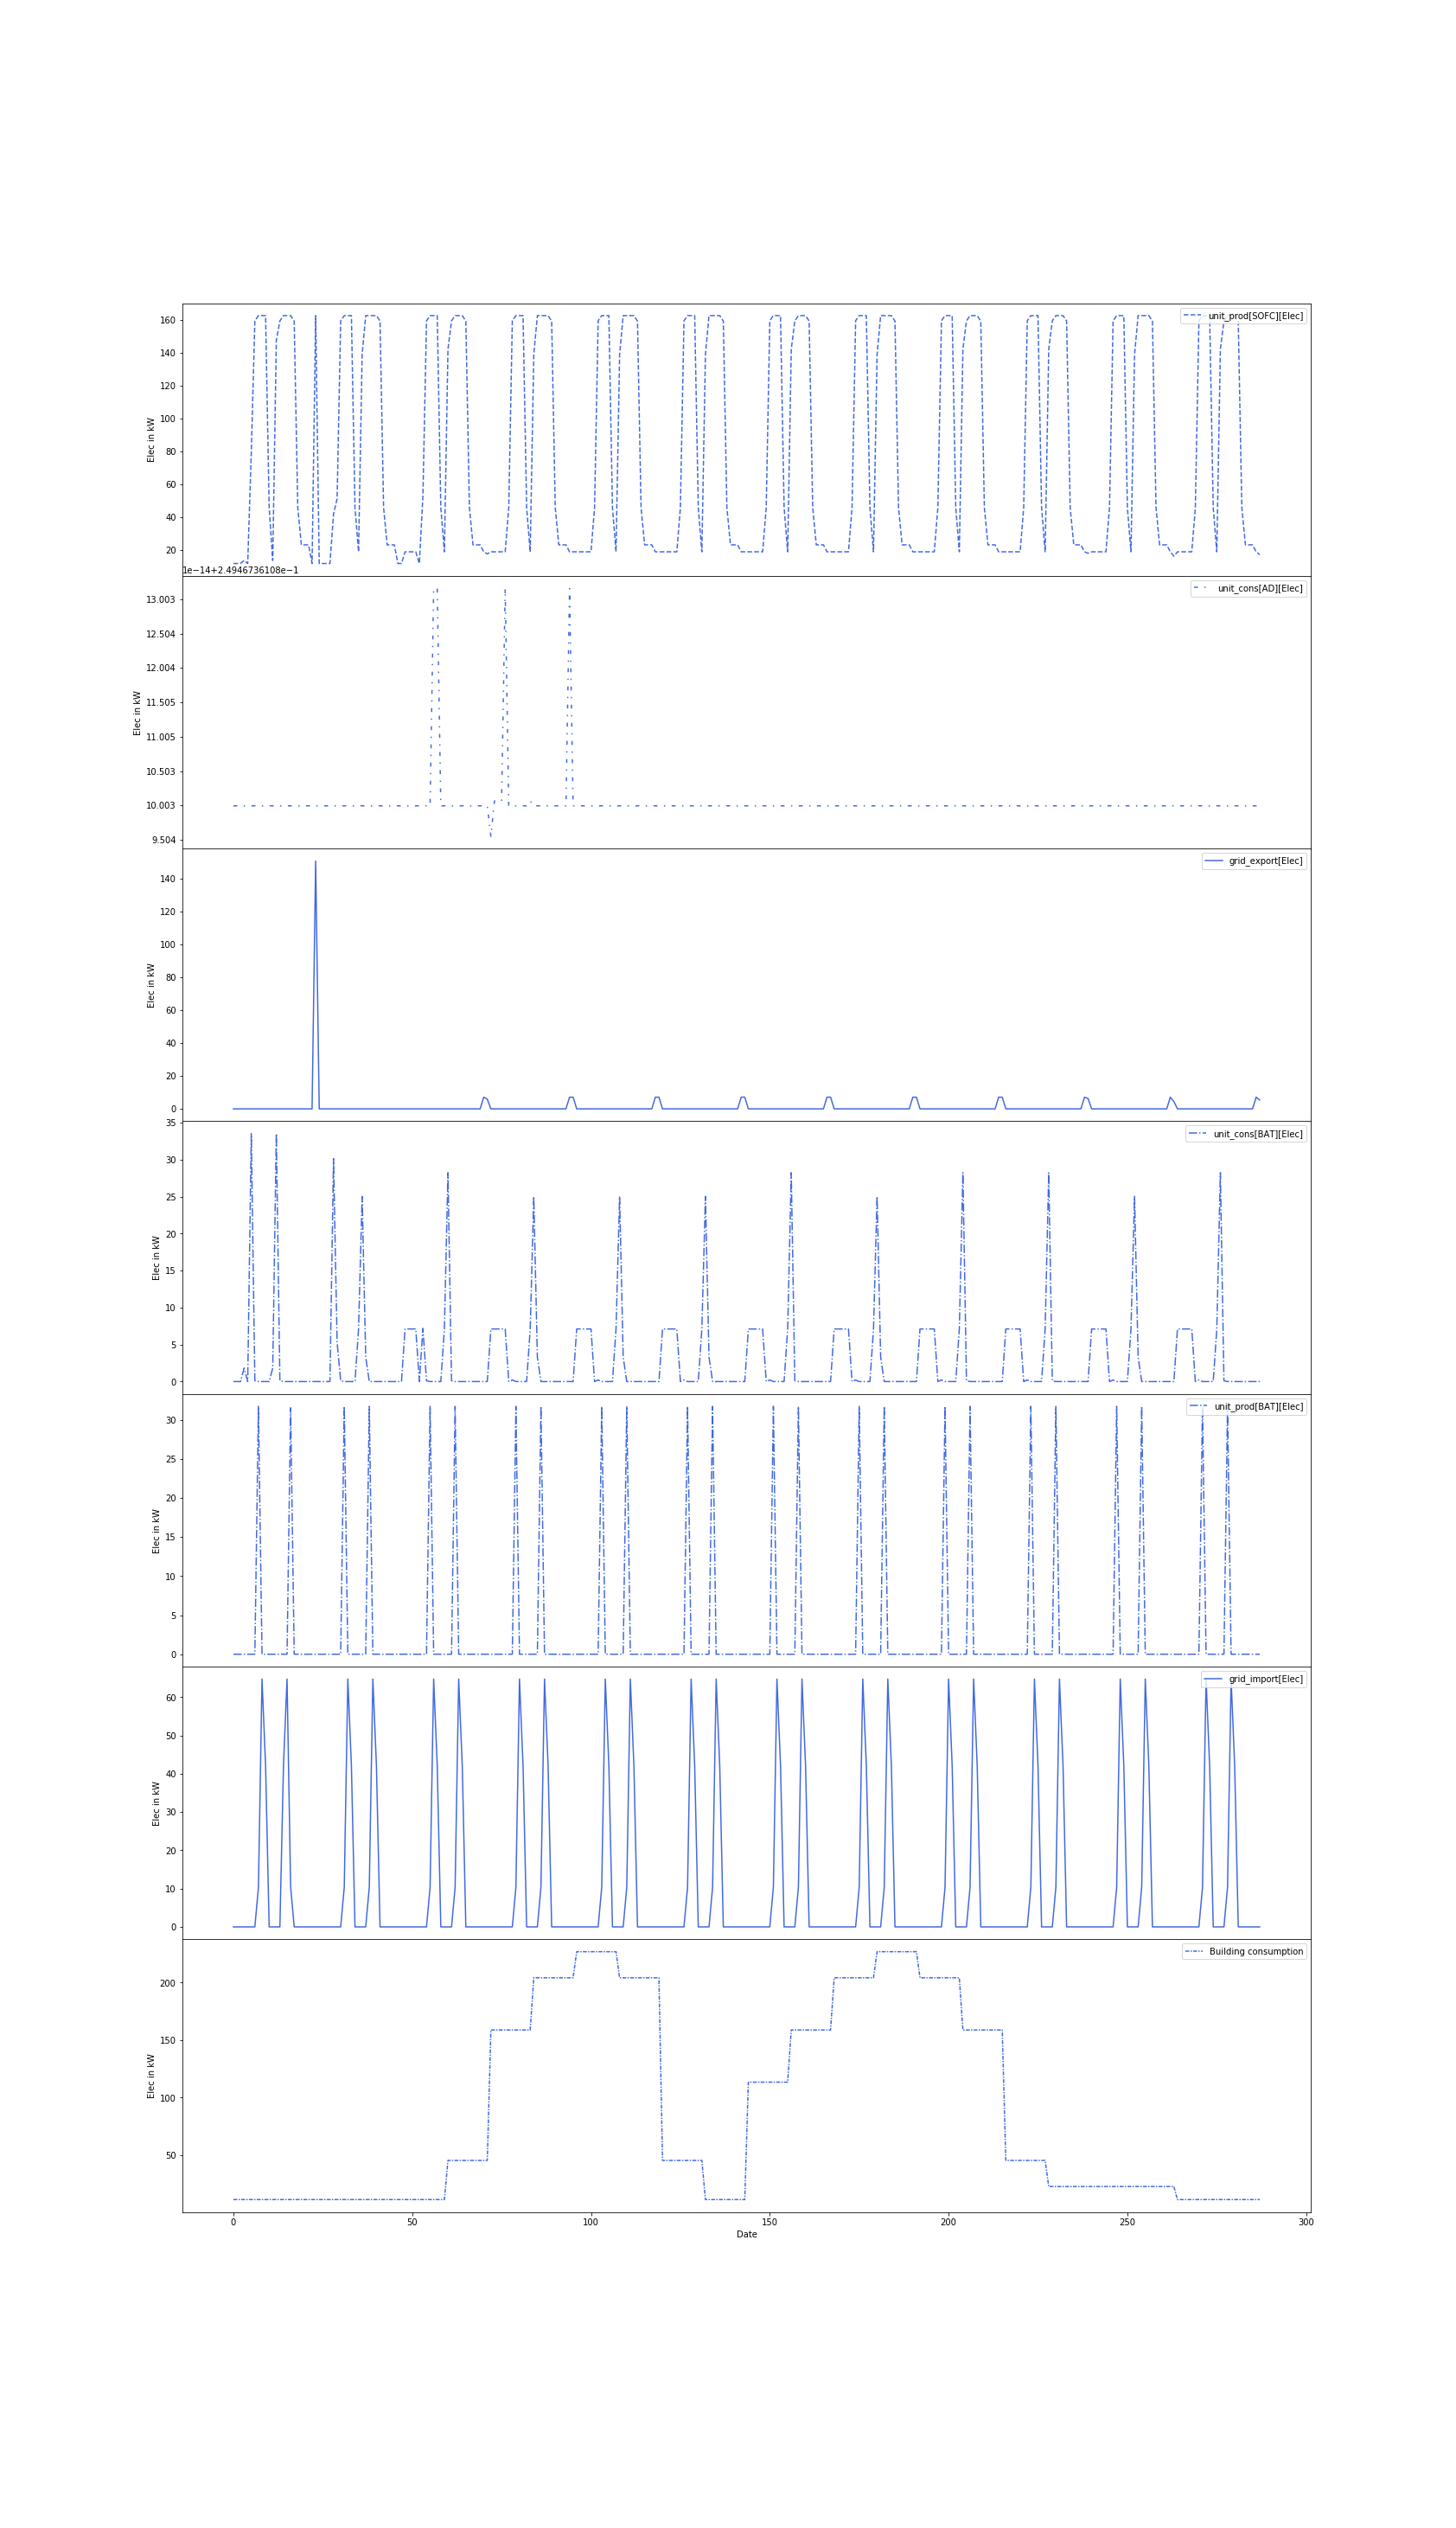 unit_prod[SOFC][Elec]
160
140
120
100
80
60
40
20
Elec in kW
1e−14+2.4946736108e−1
unit_cons[AD][Elec]
13.003
12.504
12.004
11.505
11.005
10.503
10.003
9.504
Elec in kW
grid_export[Elec]
140
120
100
80
60
40
20
0
Elec in kW
unit_cons[BAT][Elec]
35
30
25
20
15
10
5
0
Elec in kW
unit_prod[BAT][Elec]
30
25
20
15
10
5
0
Elec in kW
grid_import[Elec]
60
50
40
30
20
10
0
Elec in kW
Building consumption
200
150
100
50
Elec in kW
0 50 100 150 200 250 300
Date